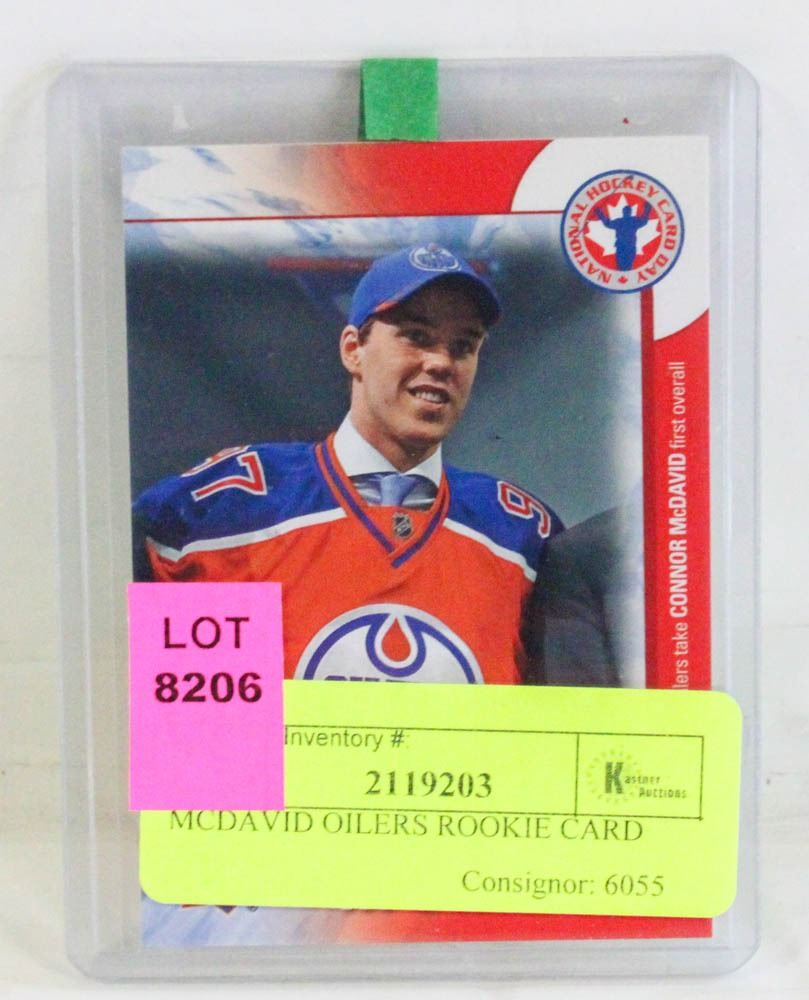 NATIONAL HOCKEY CARD DAY
97
9
lers take CONNOR McDAVID first overall
LOT
8206
Inventory #:
2119203
Kastner
Auctions
MCDAVID OILERS ROOKIE CARD
Consignor: 6055